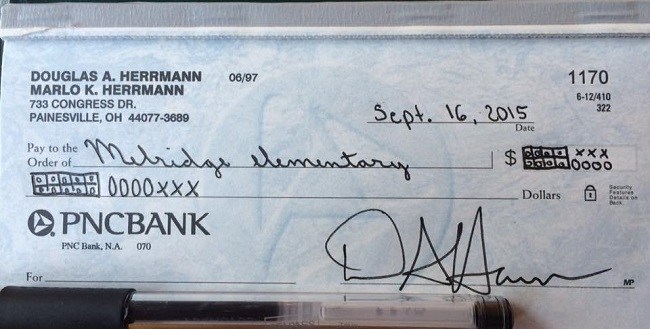 DOUGLAS A. HERRMANN 06/97 1170
MARLO K. HERRMANN 6-12/410
733 CONGRESS DR. 322
PAINESVILLE, OH 44077-3689
Sept. 16, 2015
Date
Pay to the
Order of Melridge elementary $ xxx
0000
0000xxx Dollars
Security
Features
Details on
Back.
PNCBANK
PNC Bank, N.A. 070
For
MP